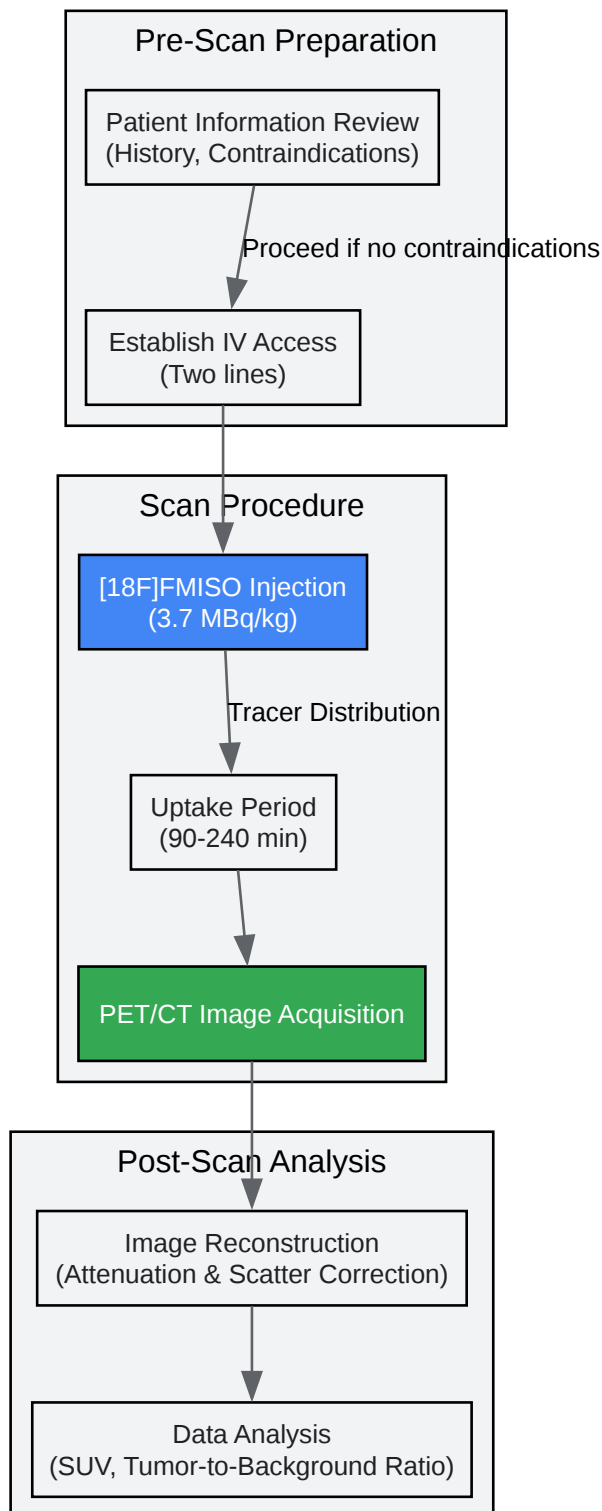 Pre-Scan Preparation
Patient Information Review
(History, Contraindications)
Proceed if no contraindications
Establish IV Access
(Two lines)
Scan Procedure
[18F]FMISO Injection
(3.7 MBq/kg)
Tracer Distribution
Uptake Period
(90-240 min)
PET/CT Image Acquisition
Post-Scan Analysis
Image Reconstruction
(Attenuation & Scatter Correction)
Data Analysis
(SUV, Tumor-to-Background Ratio)